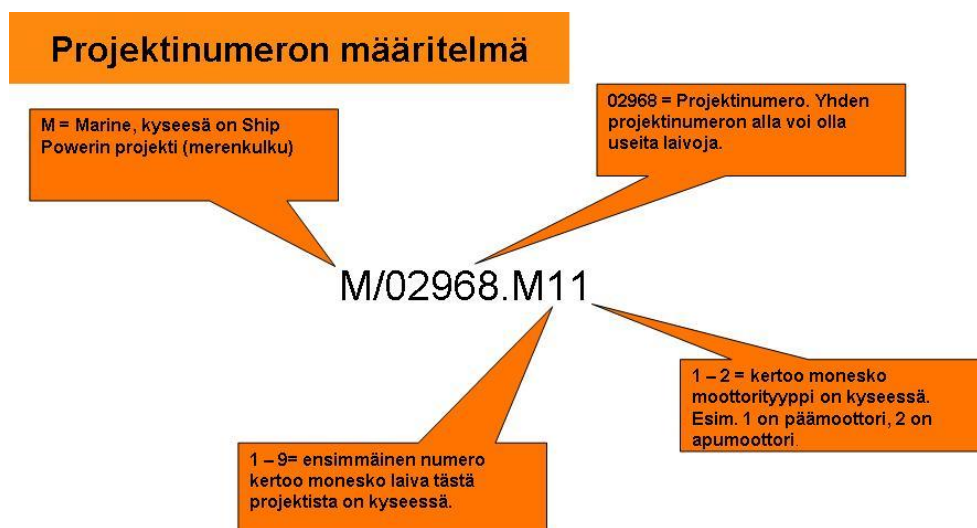 Projektinumeron määritelmä
M = Marine, kyseesä on Ship
Powerin projekti (merenkulku)
02968 = Projektinumero. Yhden
projektinumeron alla voi olla
useita laivoja.
M/02968.M11
1 – 2 = kertoo monesko
moottorityyppi on kyseessä.
Esim. 1 on päämoottori, 2 on
apumoottori.
1 – 9= ensimmäinen numero
kertoo monesko laiva tästä
projektista on kyseessä.